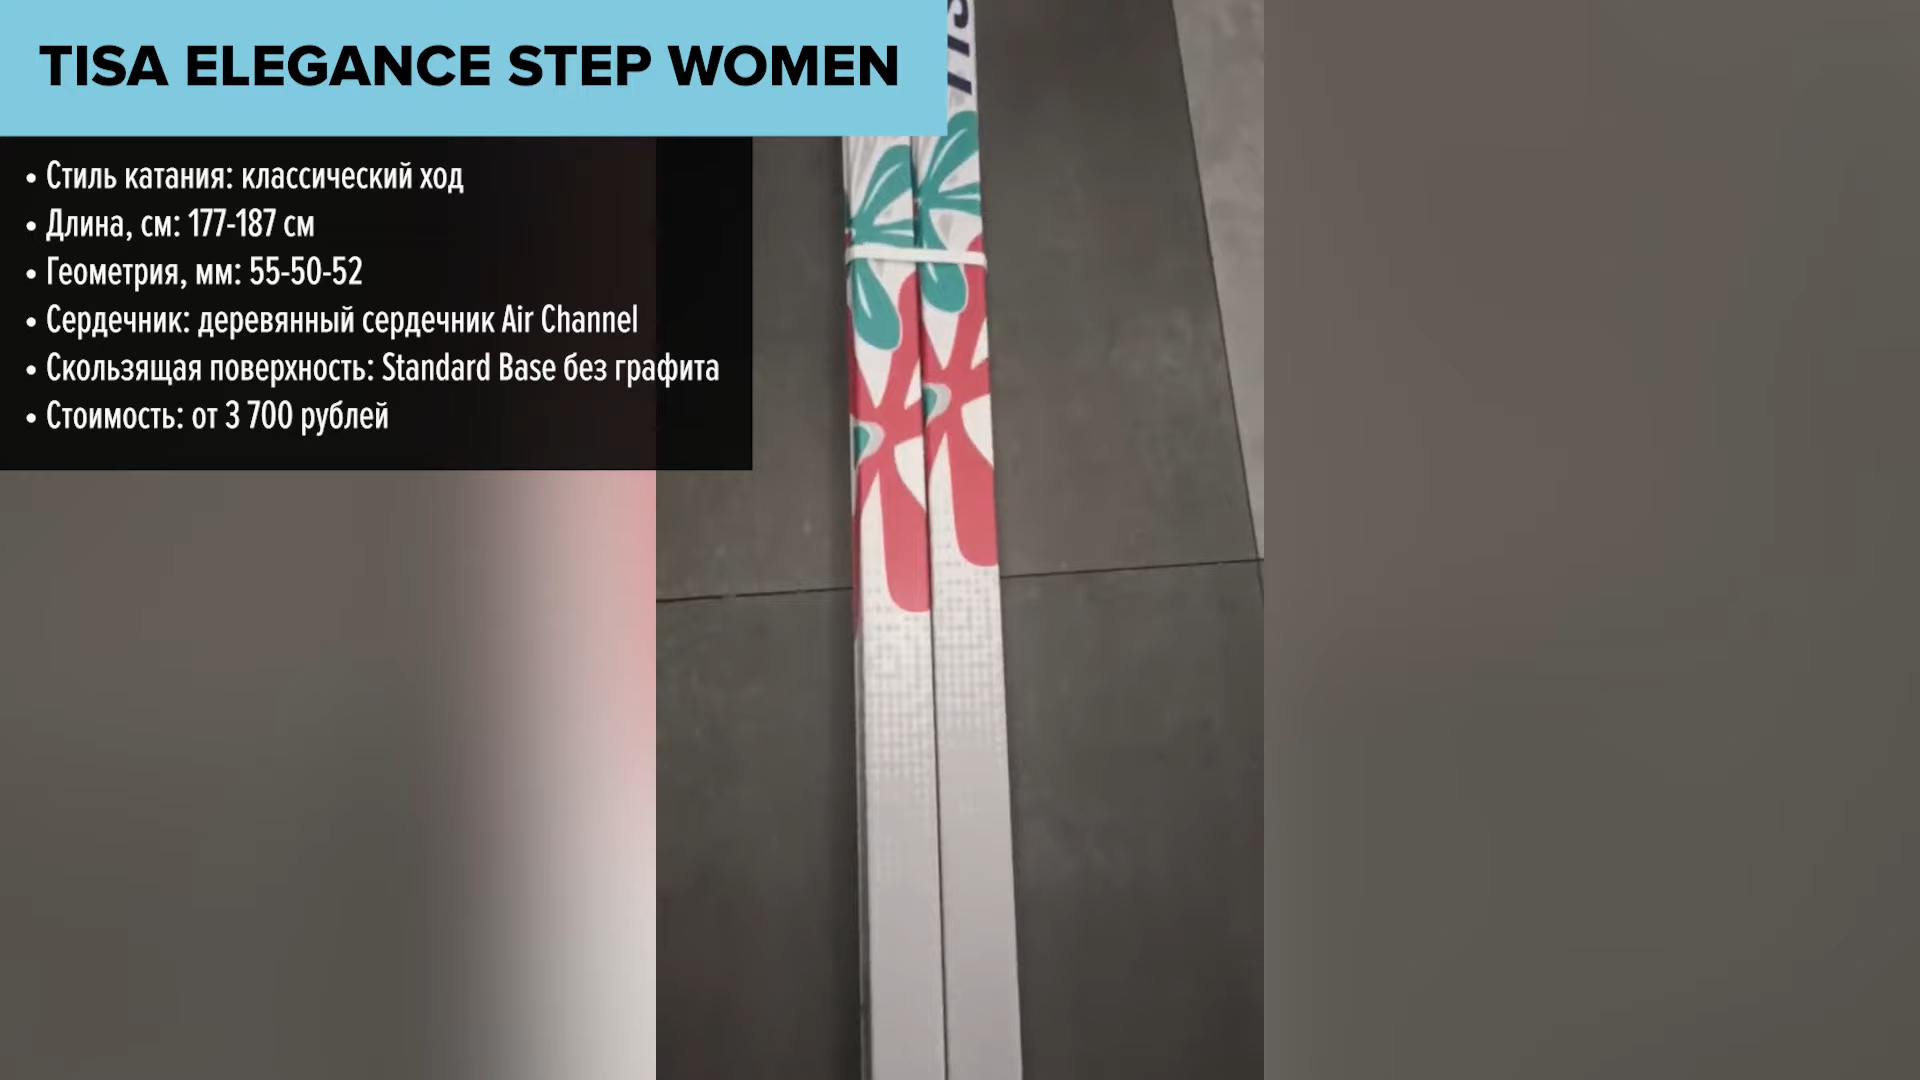 TISA ELEGANCE STEP WOMEN
• Стиль катания: классический ход
• Длина, см: 177-187 см
• Геометрия, мм: 55-50-52
• Сердечник: деревянный сердечник Air Channel
• Скользящая поверхность: Standard Base без графита
• Стоимость: от 3 700 рублей